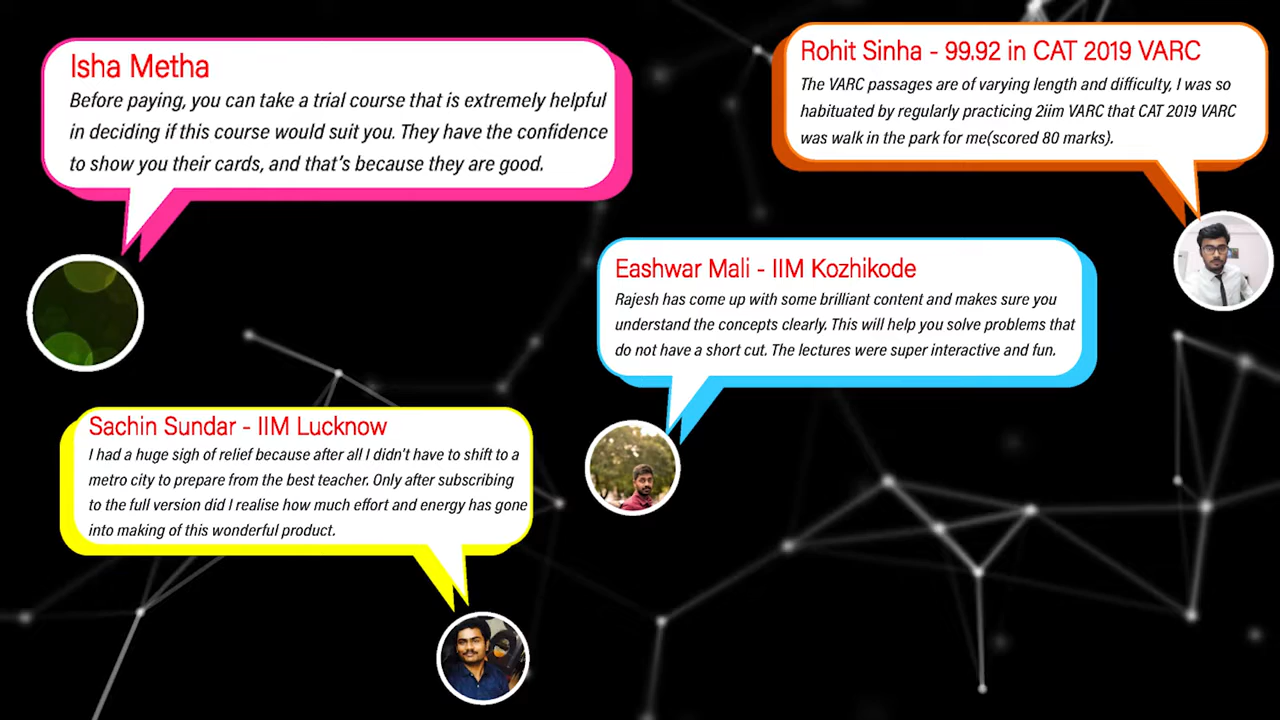 Isha Metha
Before paying, you can take a trial course that is extremely helpful
in deciding if this course would suit you. They have the confidence
to show you their cards, and that's because they are good.
Rohit Sinha - 99.92 in CAT 2019 VARC
The VARC passages are of varying length and difficulty, I was so
habituated by regularly practicing 2iim VARC that CAT 2019 VARC
was walk in the park for me(scored 80 marks).
Eashwar Mali - IIM Kozhikode
Rajesh has come up with some brilliant content and makes sure you
understand the concepts clearly. This will help you solve problems that
do not have a short cut. The lectures were super interactive and fun.
Sachin Sundar - IIM Lucknow
I had a huge sigh of relief because after all I didn't have to shift to a
metro city to prepare from the best teacher. Only after subscribing
to the full version did I realise how much effort and energy has gone
into making of this wonderful product.